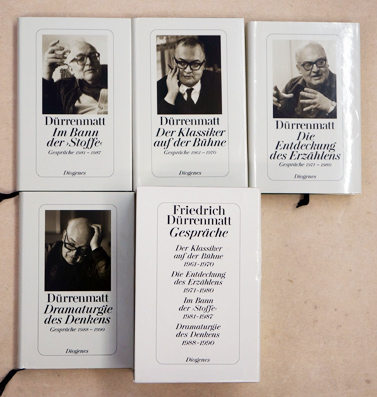 Dürrenmatt
Im Bann
der ›Stoffe‹
Gespräche 1981 – 1987
Diogenes
Dürrenmatt
Der Klassiker
auf der Bühne
Gespräche 1961 – 1970
Diogenes
Dürrenmatt
Die
Entdeckung
des Erzählens
Gespräche 1971 – 1980
Diogenes
Dürrenmatt
Dramaturgie
des Denkens
Gespräche 1988 – 1990
Diogenes
Friedrich
Dürrenmatt
Gespräche
Der Klassiker
auf der Bühne
1961-1970
Die Entdeckung
des Erzählens
1971-1980
Im Bann
der ›Stoffe‹
1981-1987
Dramaturgie
des Denkens
1988-1990
Diogenes